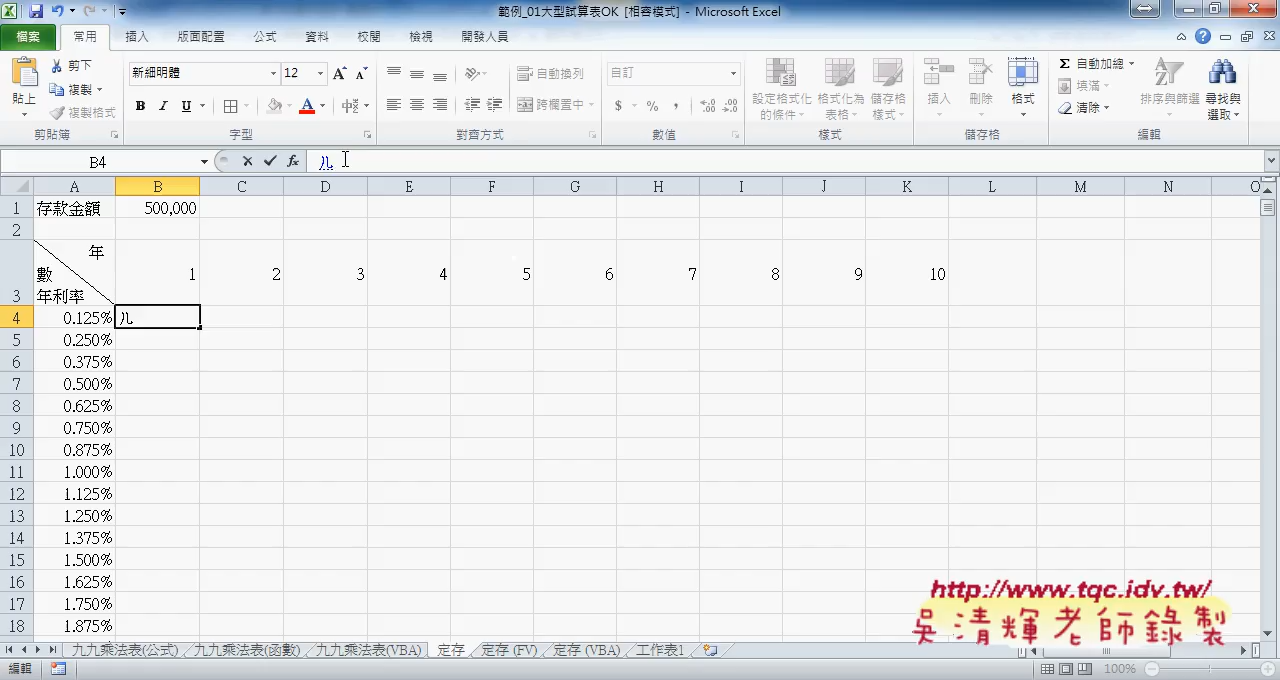 範例_01大型試算表OK [相容模式] - Microsoft Excel
檔案 常用 插入 版面配置 公式 資料 校閱 檢視 開發人員
貼上 剪下 複製 複製格式 剪貼簿
新細明體 12 B I U A 中 字型
自動換列 跨欄置中 對齊方式
自訂 $ % , 數值
設定格式化的條件 格式化為表格 儲存格樣式 樣式
插入 刪除 格式 儲存格
Σ 自動加總 填滿 清除 排序與篩選 尋找與選取 編輯
B4 fx ㄦ
A B C D E F G H I J K L M N O
1 存款金額 500,000
2
年
數 1 2 3 4 5 6 7 8 9 10
3 年利率
4 0.125% ㄦ
5 0.250%
6 0.375%
7 0.500%
8 0.625%
9 0.750%
10 0.875%
11 1.000%
12 1.125%
13 1.250%
14 1.375%
15 1.500%
16 1.625%
17 1.750%
18 1.875%
http://www.tqc.idv.tw/
吳清輝老師錄製
九九乘法表(公式) 九九乘法表(函數) 九九乘法表(VBA) 定存 定存 (FV) 定存 (VBA) 工作表1
編輯 100%